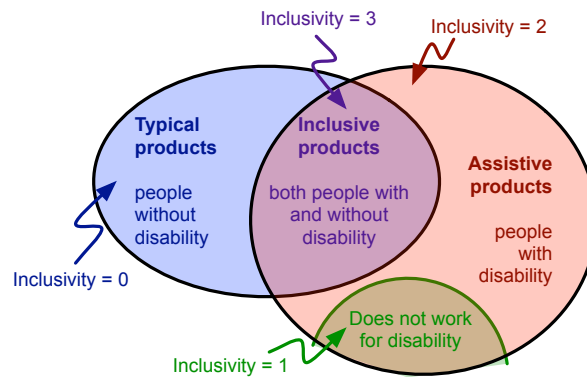 Inclusivity = 3
Inclusivity = 2
Typical
products
people
without
disability
Inclusive
products
both people with
and without
disability
Assistive
products
people
with
disability
Inclusivity = 0
Does not work
for disability
Inclusivity = 1